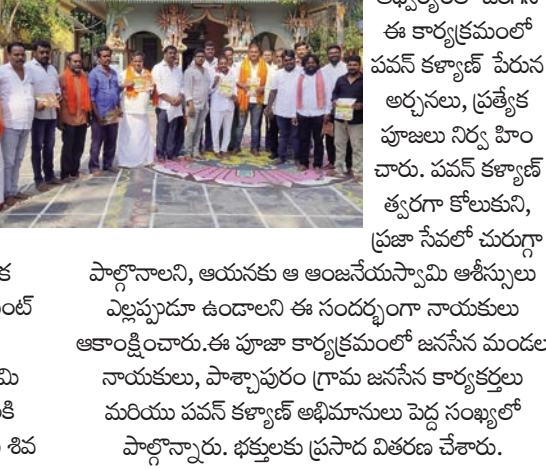 ఈ కార్యక్రమంలో
పవన్ కళ్యాణ్ పేరున
అర్చనలు, ప్రత్యేక
పూజలు నిర్వ హిం
చారు. పవన్ కళ్యాణ్
త్వరగా కోలుకుని,
ప్రజా సేవలో చురుగ్గా
పాల్గొనాలని, ఆయనకు ఆ ఆంజనేయస్వామి ఆశీస్సులు
ఎల్లప్పుడూ ఉండాలని ఈ సందర్భంగా నాయకులు
ఆకాంక్షించారు.ఈ పూజా కార్యక్రమంలో జనసేన మండల
నాయకులు, పాశ్చాపురం గ్రామ జనసేన కార్యకర్తలు
మరియు పవన్ కళ్యాణ్ అభిమానులు పెద్ద సంఖ్యలో
పాల్గొన్నారు. భక్తులకు ప్రసాద వితరణ చేశారు.
శివ